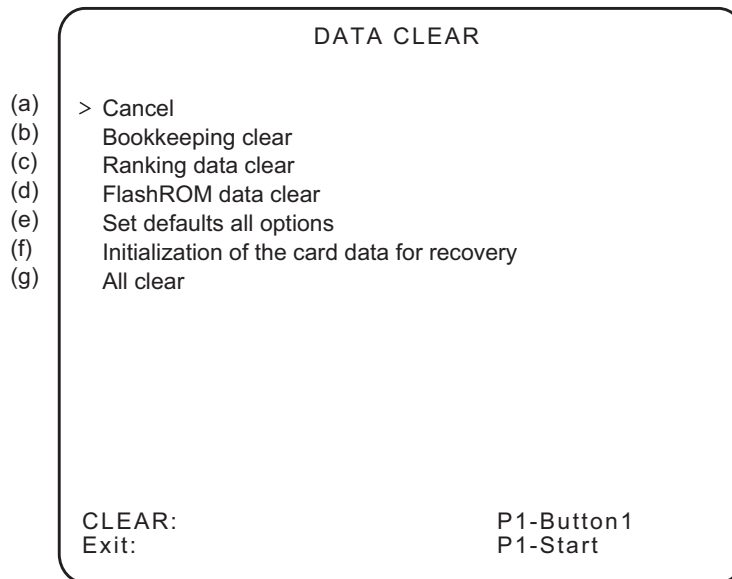 DATA CLEAR
(a) > Cancel
(b) Bookkeeping clear
(c) Ranking data clear
(d) FlashROM data clear
(e) Set defaults all options
(f) Initialization of the card data for recovery
(g) All clear
CLEAR: P1-Button1
Exit: P1-Start